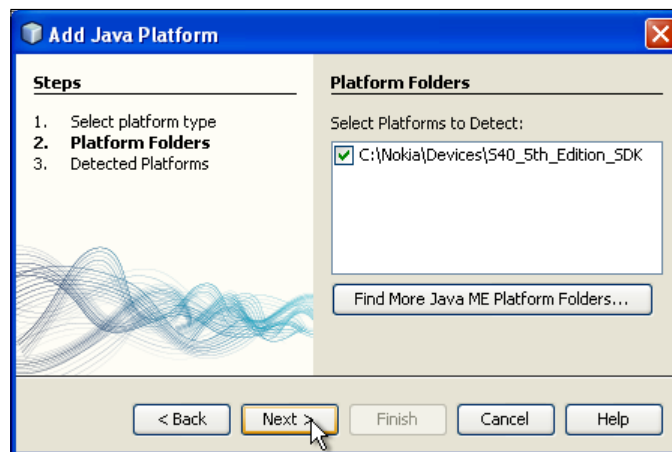 Add Java Platform
Steps
1. Select platform type
2. Platform Folders
3. Detected Platforms
Platform Folders
Select Platforms to Detect:
C:\Nokia\Devices\S40_5th_Edition_SDK
Find More Java ME Platform Folders...
< Back Next > Finish Cancel Help